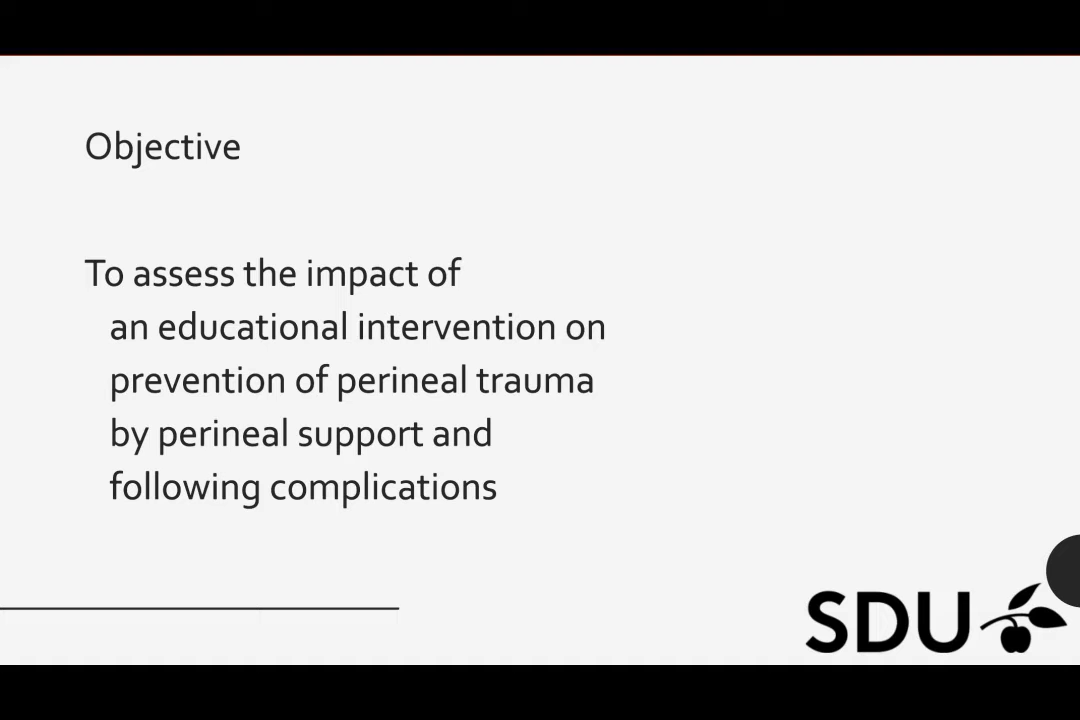 Objective
To assess the impact of
an educational intervention on
prevention of perineal trauma
by perineal support and
following complications
SDU